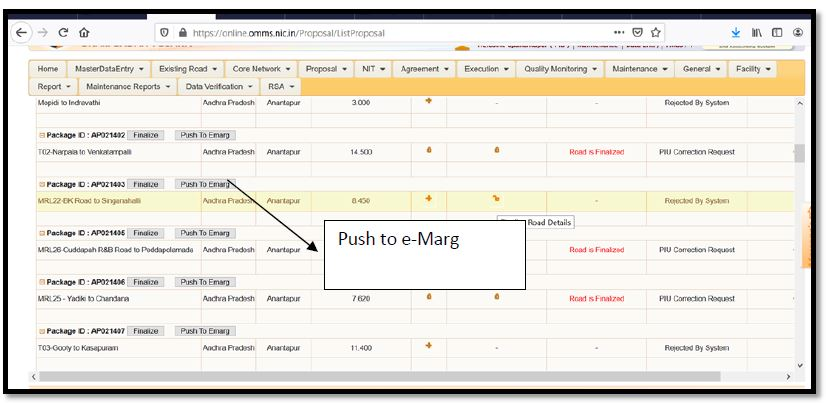 https://online.omms.nic.in/Proposal/ListProposal
Home MasterDataEntry Existing Road Core Network Proposal NIT Agreement Execution Quality Monitoring Maintenance General Facility
Report Maintenance Reports Data Verification RSA
Mopidi to Indravathi Andhra Pradesh Anantapur 3.000 - - Rejected By System
Package ID : AP021402 Finalize Push To Emarg
T02-Narpala to Venkatampalli Andhra Pradesh Anantapur 14.500 Road is Finalized PIU Correction Request
Package ID : AP021403 Finalize Push To Emarg
MRL22-BK Road to Singanahalli Andhra Pradesh Anantapur 8.450 - Rejected By System
Road Details
Package ID : AP021405 Finalize Push To Emarg
Push to e-Marg
MRL26-Cuddapah R&B Road to Peddapolamada Andhra Pradesh Anantapur Road is Finalized PIU Correction Request
Package ID : AP021406 Finalize Push To Emarg
MRL25 - Yadiki to Chandana Andhra Pradesh Anantapur 7.620 Road is Finalized PIU Correction Request
Package ID : AP021407 Finalize Push To Emarg
T03-Gooty to Kasapuram Andhra Pradesh Anantapur 11.400 - - Rejected By System